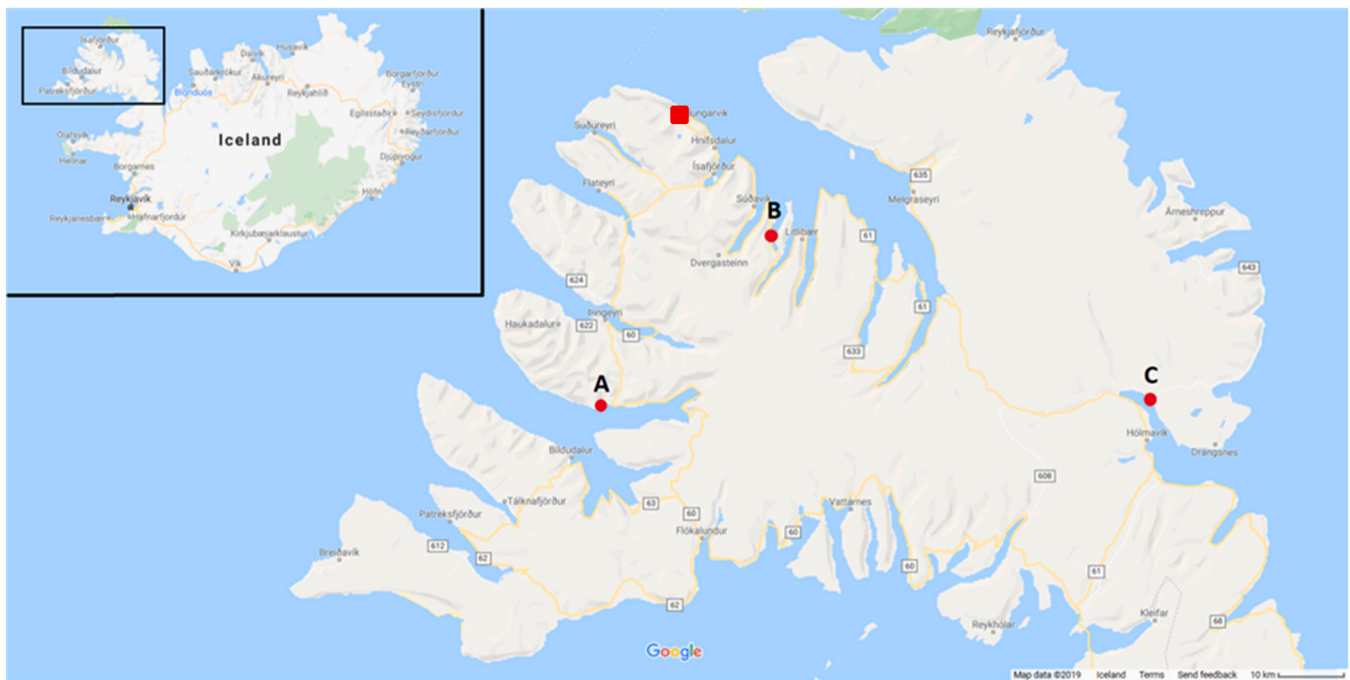 Ísafjörður
Bíldudalur
Patreksfjörður
Húsavík
Dalvík
Sauðárkrókur
Akureyri
Blönduós
Reykjahlíð
Borgarfjörður
Eystri
Egilsstaðir
Seyðisfjörður
Reyðarfjörður
Djúpivogur
Höfn
Ólafsvík
Hellnar
Borgarnes
Iceland
Reykjavík
Reykjanesbær
Hafnarfjörður
Kirkjubæjarklaustur
Vík
Reykjafjörður
ungarvik
Suðureyri
Hnífsdalur
Ísafjörður
Flateyri
Súðavík
B
Litlibær
Dvergasteinn
635
Melgraseyri
Árneshreppur
61
643
624
61
Þingeyri
Haukadalur
622
60
633
A
C
Hólmavík
Drangsnes
Bíldudalur
608
Tálknafjörður
63
Vattarnes
Patreksfjörður
60
Flókalundur
60
612
62
Breiðavík
60
61
62
Kleifar
68
Reykhólar
Google
Map data ©2019 Iceland Terms Send feedback 10 km